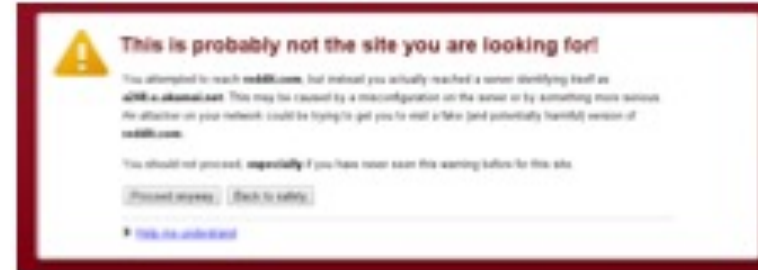 This is probably not the site you are looking for!
You attempted to reach reddit.com, but instead you actually reached a server identifying itself as
a248.e.akamai.net. This may be caused by a misconfiguration on the server or by something more serious.
An attacker on your network could be trying to get you to visit a fake (and potentially harmful) version of
reddit.com.
You should not proceed, especially if you have never seen this warning before for this site.
Proceed anyway
Back to safety
Help me understand